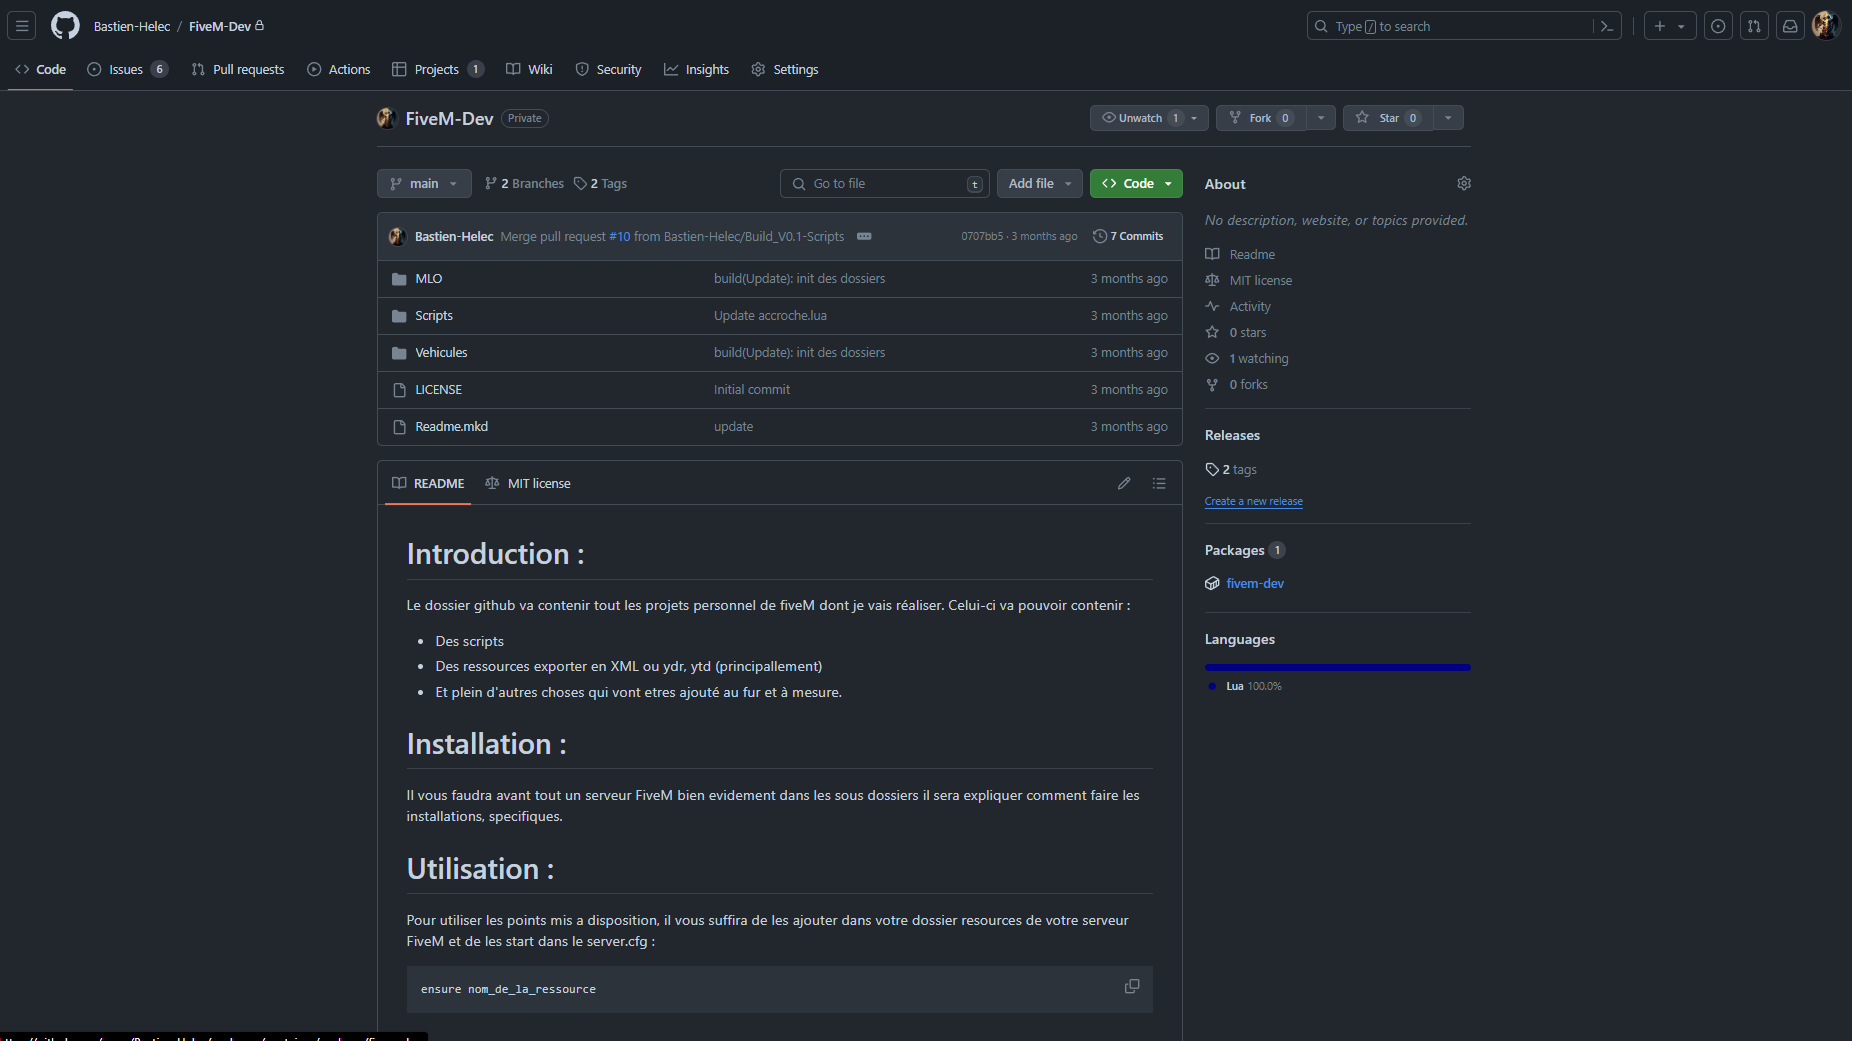 Bastien-Helec / FiveM-Dev
Type / to search
Code
Issues 6
Pull requests
Actions
Projects 1
Wiki
Security
Insights
Settings
FiveM-Dev Private
Unwatch 1
Fork 0
Star 0
main
2 Branches
2 Tags
Go to file t
Add file
Code
Bastien-Helec Merge pull request #10 from Bastien-Helec/Build_V0.1-Scripts
0707bb5 · 3 months ago
7 Commits
MLO build(Update): init des dossiers 3 months ago
Scripts Update accroche.lua 3 months ago
Vehicules build(Update): init des dossiers 3 months ago
LICENSE Initial commit 3 months ago
Readme.mkd update 3 months ago
README
MIT license
Introduction :
Le dossier github va contenir tout les projets personnel de fiveM dont je vais réaliser. Celui-ci va pouvoir contenir :
• Des scripts
• Des ressources exporter en XML ou ydr, ytd (principallement)
• Et plein d'autres choses qui vont etres ajouté au fur et à mesure.
Installation :
Il vous faudra avant tout un serveur FiveM bien evidement dans les sous dossiers il sera expliquer comment faire les
installations, specifiques.
Utilisation :
Pour utiliser les points mis a disposition, il vous suffira de les ajouter dans votre dossier resources de votre serveur
FiveM et de les start dans le server.cfg :
ensure nom_de_la_ressource
About
No description, website, or topics provided.
Readme
MIT license
Activity
0 stars
1 watching
0 forks
Releases
2 tags
Create a new release
Packages 1
fivem-dev
Languages
Lua 100.0%